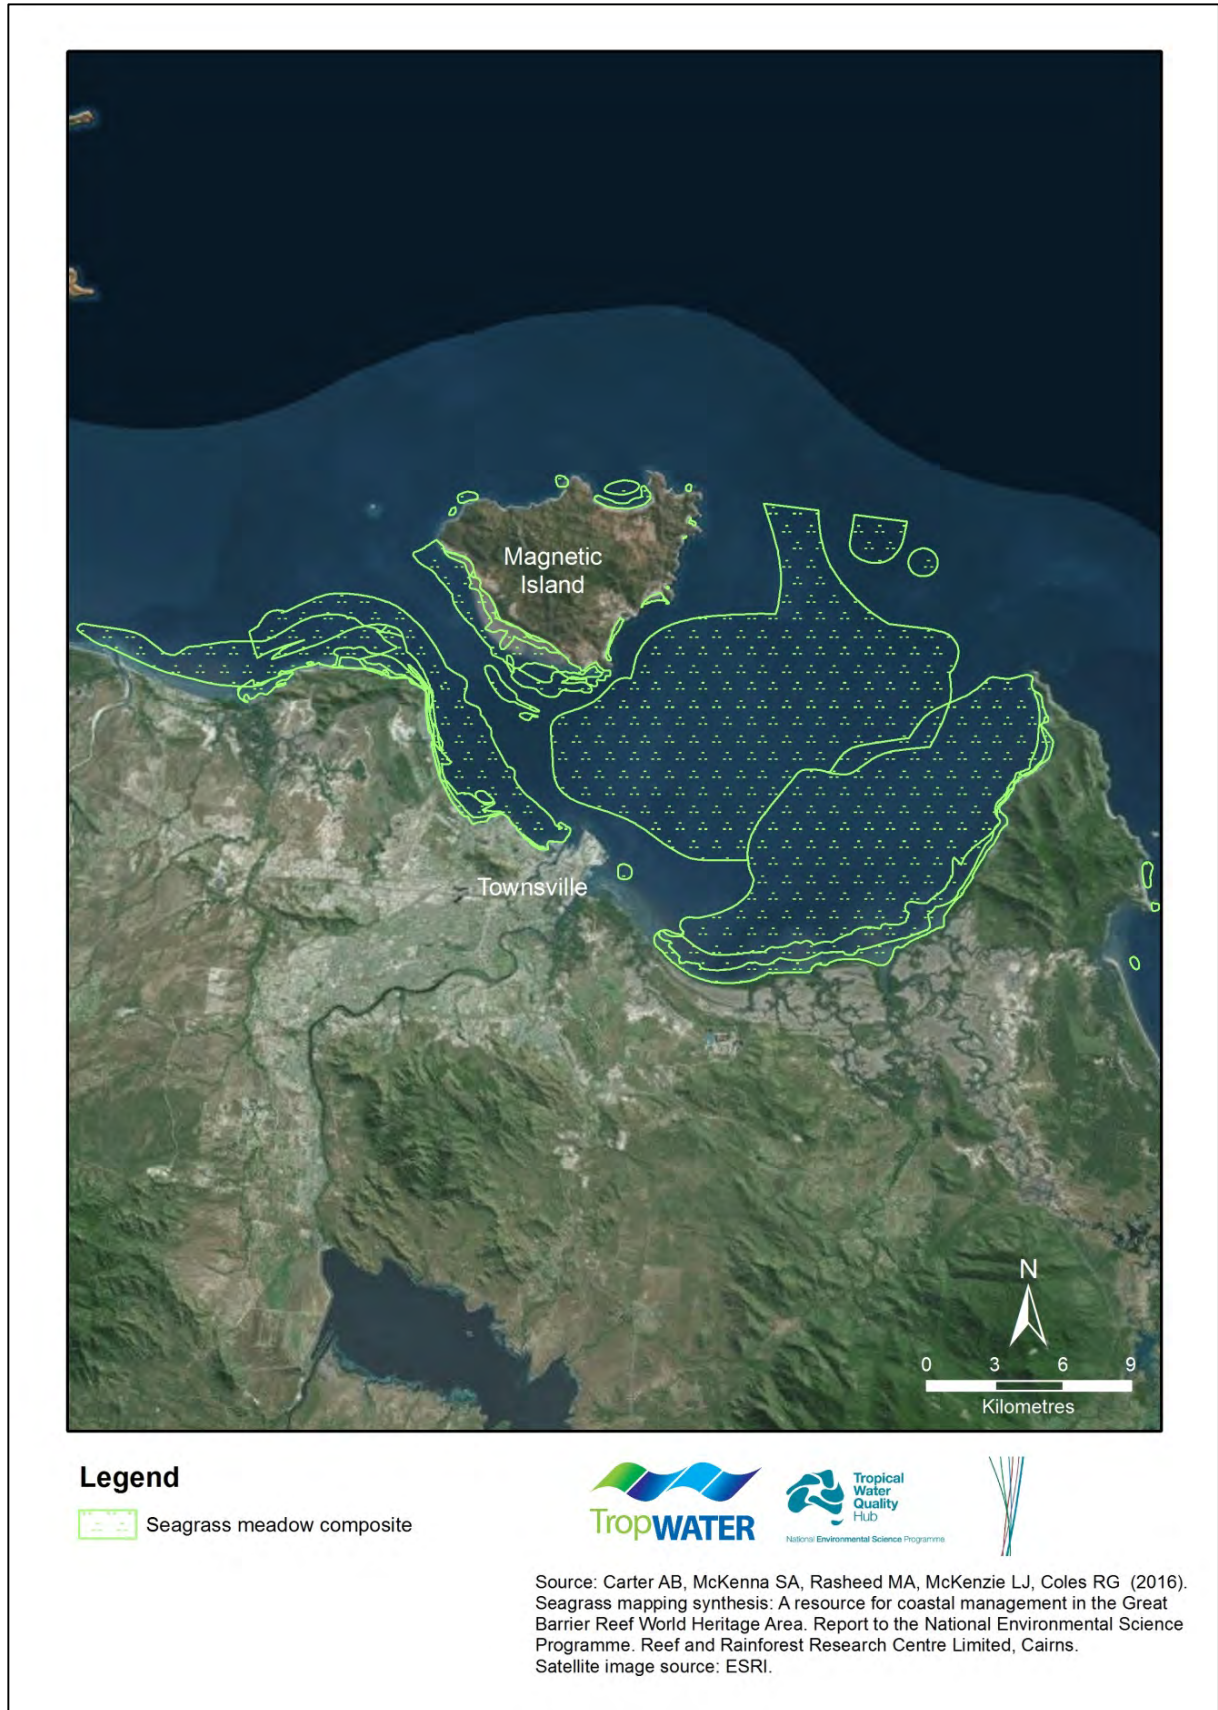 Magnetic
Island
Townsville
N
0 3 6 9
Kilometres
Legend
Seagrass meadow composite
TropWATER
Tropical
Water
Quality
Hub
National Environmental Science Programme
Source: Carter AB, McKenna SA, Rasheed MA, McKenzie LJ, Coles RG (2016).
Seagrass mapping synthesis: A resource for coastal management in the Great
Barrier Reef World Heritage Area. Report to the National Environmental Science
Programme. Reef and Rainforest Research Centre Limited, Cairns.
Satellite image source: ESRI.